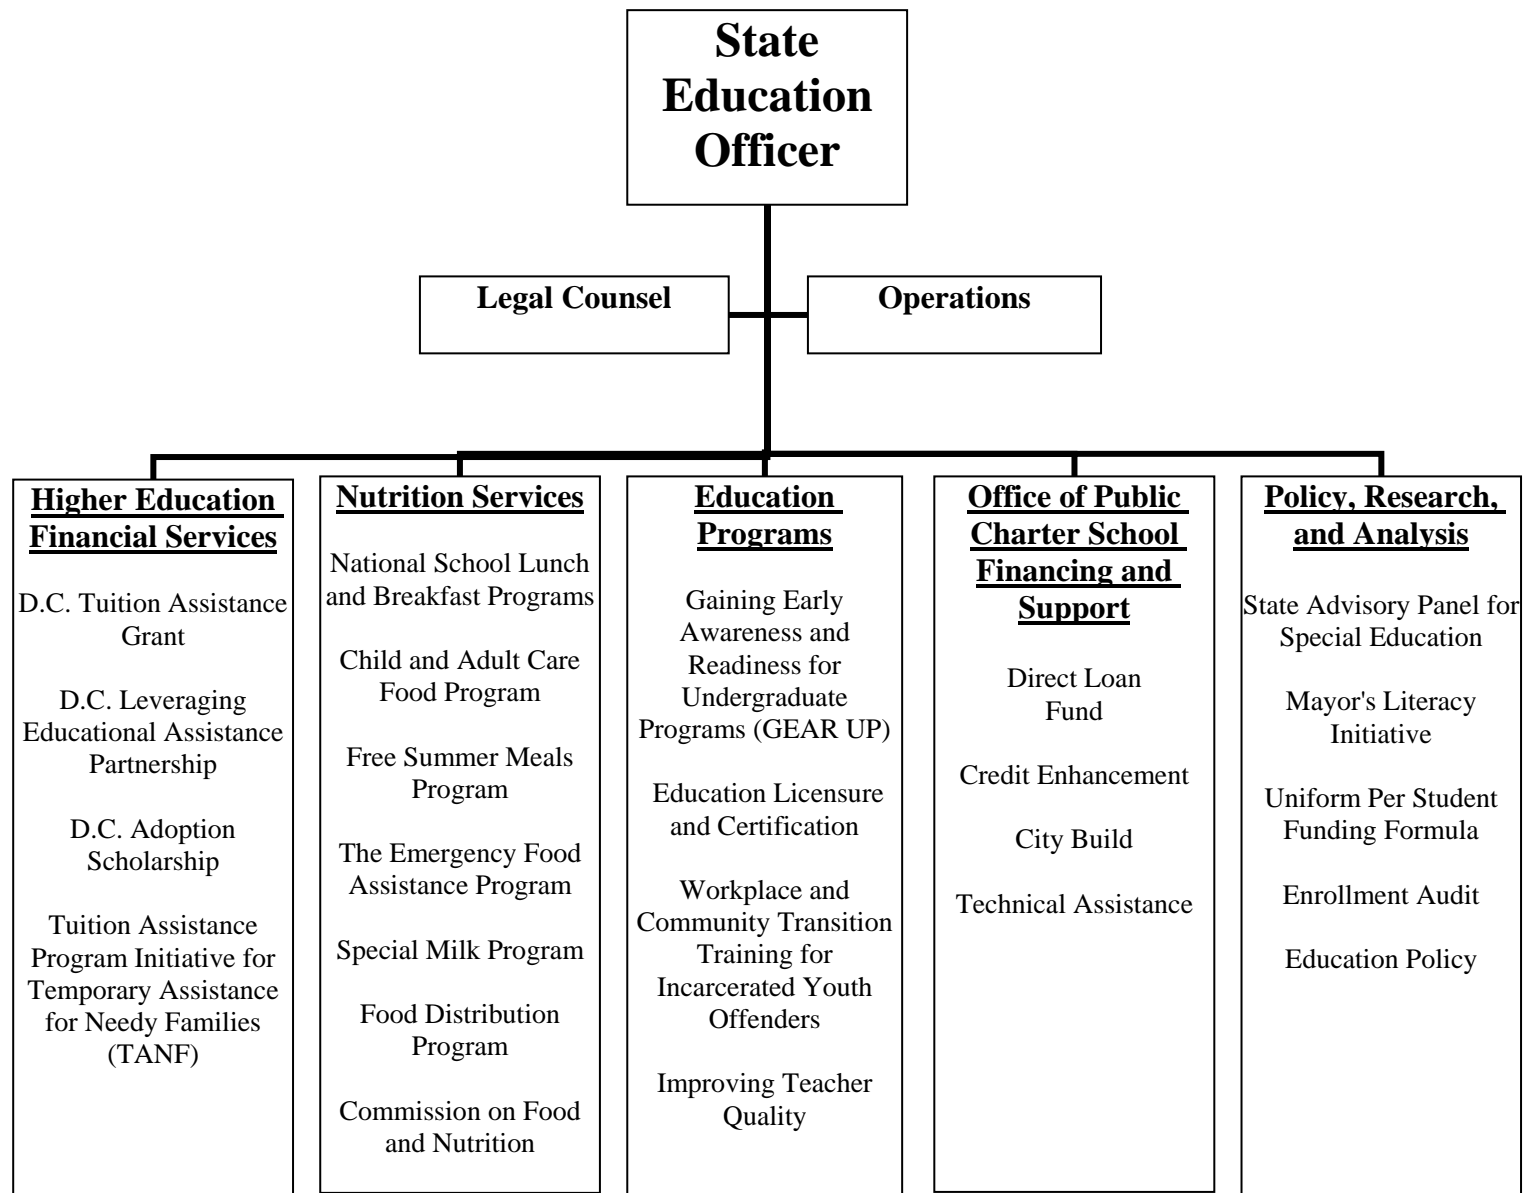 State
Education
Officer
Legal Counsel
Operations
Higher Education
Financial Services
D.C. Tuition Assistance
Grant
D.C. Leveraging
Educational Assistance
Partnership
D.C. Adoption
Scholarship
Tuition Assistance
Program Initiative for
Temporary Assistance
for Needy Families
(TANF)
Nutrition Services
National School Lunch
and Breakfast Programs
Child and Adult Care
Food Program
Free Summer Meals
Program
The Emergency Food
Assistance Program
Special Milk Program
Food Distribution
Program
Commission on Food
and Nutrition
Education
Programs
Gaining Early
Awareness and
Readiness for
Undergraduate
Programs (GEAR UP)
Education Licensure
and Certification
Workplace and
Community Transition
Training for
Incarcerated Youth
Offenders
Improving Teacher
Quality
Office of Public
Charter School
Financing and
Support
Direct Loan
Fund
Credit Enhancement
City Build
Technical Assistance
Policy, Research,
and Analysis
State Advisory Panel for
Special Education
Mayor's Literacy
Initiative
Uniform Per Student
Funding Formula
Enrollment Audit
Education Policy